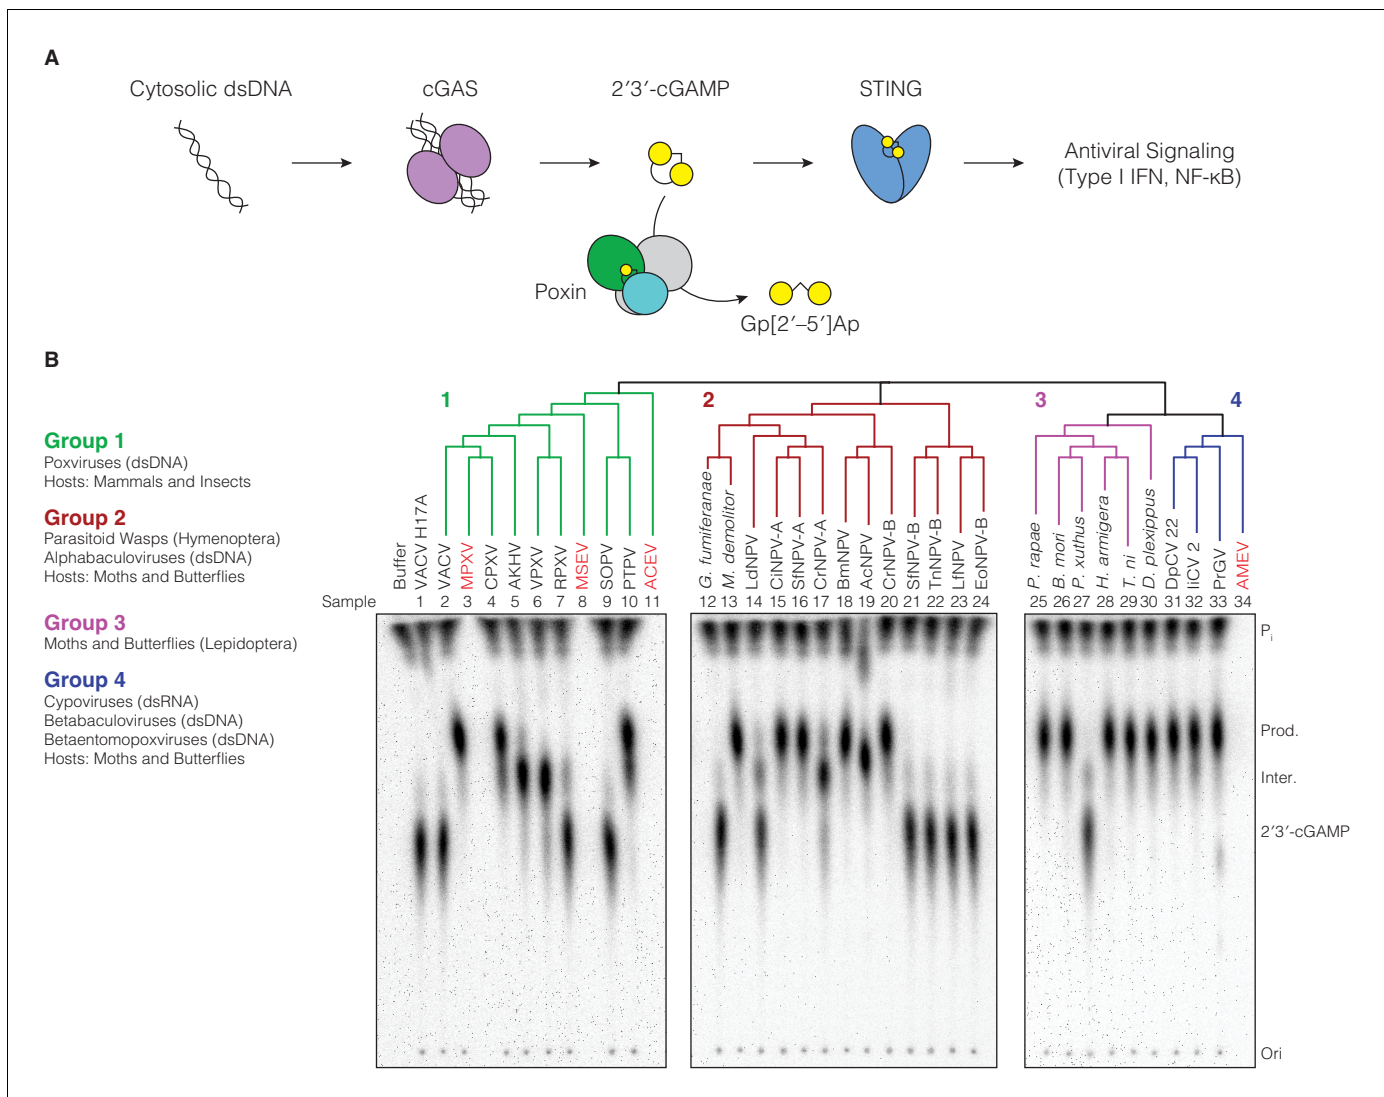 A
Cytosolic dsDNA
cGAS
2′3′-cGAMP
STING
Antiviral Signaling
(Type I IFN, NF-κB)
Poxin
Gp[2′–5′]Ap
B
Group 1
Poxviruses (dsDNA)
Hosts: Mammals and Insects
Group 2
Parasitoid Wasps (Hymenoptera)
Alphabaculoviruses (dsDNA)
Hosts: Moths and Butterflies
Group 3
Moths and Butterflies (Lepidoptera)
Group 4
Cypoviruses (dsRNA)
Betabaculoviruses (dsDNA)
Betaentomopoxviruses (dsDNA)
Hosts: Moths and Butterflies
1
2
3
4
Buffer
VACV H17A
VACV
MPXV
CPXV
AKHV
VPXV
RPXV
MSEV
SOPV
PTPV
ACEV
G. fumiferanae
M. demolitor
LdNPV
CiNPV-A
SfNPV-A
CrNPV-A
BmNPV
AcNPV
CrNPV-B
SfNPV-B
TnNPV-B
LfNPV
EoNPV-B
P. rapae
B. mori
P. xuthus
H. armigera
T. ni
D. plexippus
DpCV 22
liCV 2
PrGV
AMEV
Sample 1 2 3 4 5 6 7 8 9 10 11 12 13 14 15 16 17 18 19 20 21 22 23 24 25 26 27 28 29 30 31 32 33 34
Pi
Prod.
Inter.
2′3′-cGAMP
Ori